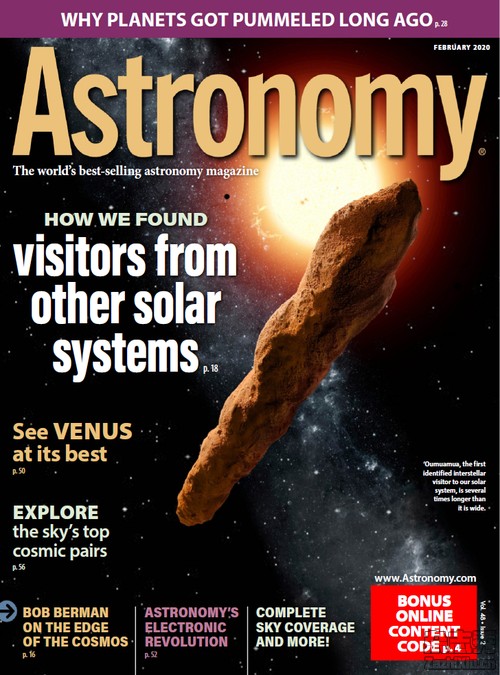 WHY PLANETS GOT PUMMELED LONG AGO p. 28
FEBRUARY 2020
Astronomy®
The world's best-selling astronomy magazine
HOW WE FOUND
visitors from
other solar
systems p. 18
See VENUS
at its best
p. 50
EXPLORE
the sky's top
cosmic pairs
p. 56
'Oumuamua, the first
identified interstellar
visitor to our solar
system, is several
times longer than
it is wide.
www.Astronomy.com
BOB BERMAN
ON THE EDGE
OF THE COSMOS
p. 16
ASTRONOMY'S
ELECTRONIC
REVOLUTION
p. 52
COMPLETE
SKY COVERAGE
AND MORE!
BONUS
ONLINE
CONTENT
CODE p. 4
Vol. 48 • Issue 2